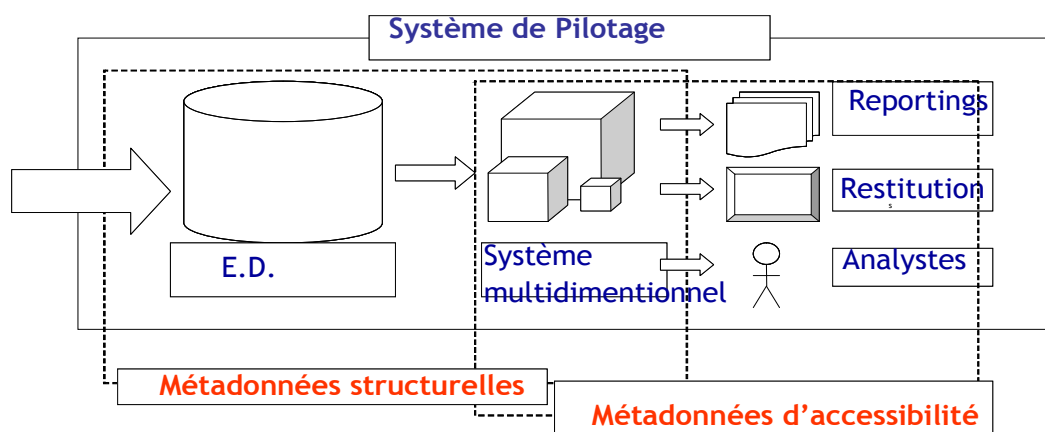 Système de Pilotage
Reportings
Restitution
s
E.D.
Système
multidimentionnel
Analystes
Métadonnées structurelles
Métadonnées d’accessibilité